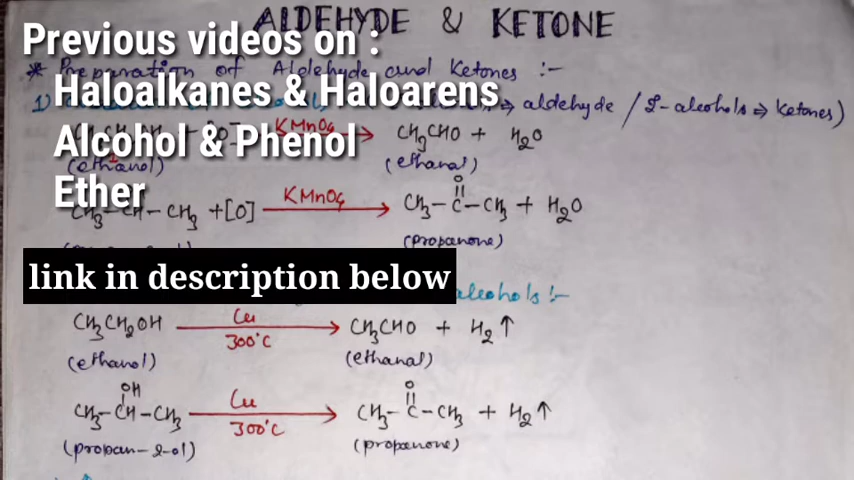 ALDEHYDE & KETONE
Previous videos on :
* Preparation of Aldehyde and Ketones :-
Haloalkanes & Haloarens
1) aldehyde / 2-alcohols ⇒ ketones)
Alcohol & Phenol
KMnO4 → CH3CHO + H2O
(ethanol) (ethanal)
Ether
O
CH3-CH-CH3 + [O] KMnO4 → CH3-C-CH3 + H2O
(propanone)
link in description below
alcohols :-
CH3CH2OH Cu 300°C → CH3CHO + H2↑
(ethanol) (ethanal)
OH O
CH3-CH-CH3 Cu 300°C → CH3-C-CH3 + H2↑
(propan-2-ol) (propanone)